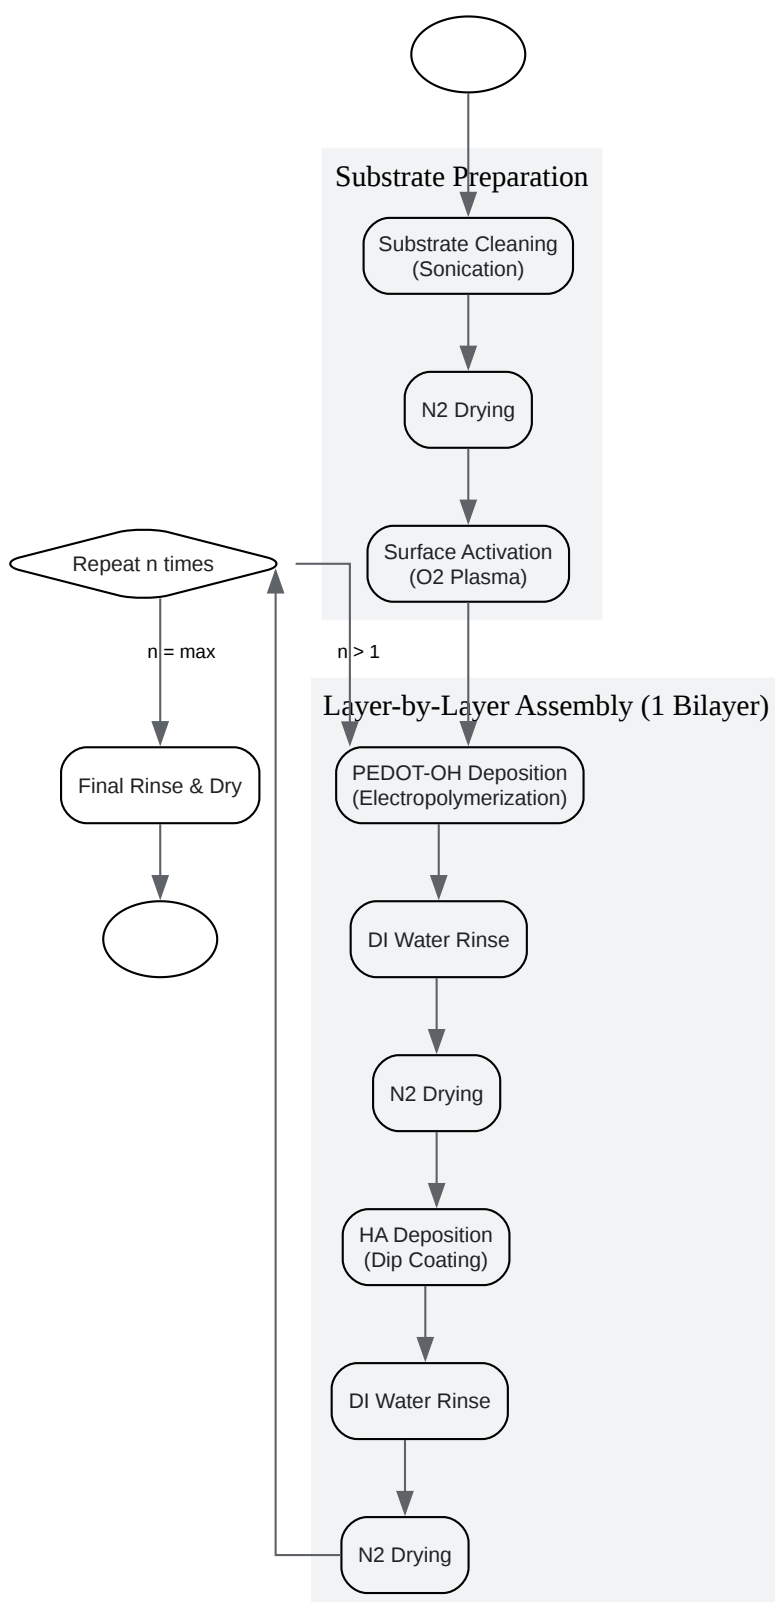 Substrate Preparation
Substrate Cleaning
(Sonication)
N2 Drying
Surface Activation
(O2 Plasma)
Repeat n times
n = max
n > 1
Final Rinse & Dry
Layer-by-Layer Assembly (1 Bilayer)
PEDOT-OH Deposition
(Electropolymerization)
DI Water Rinse
N2 Drying
HA Deposition
(Dip Coating)
DI Water Rinse
N2 Drying